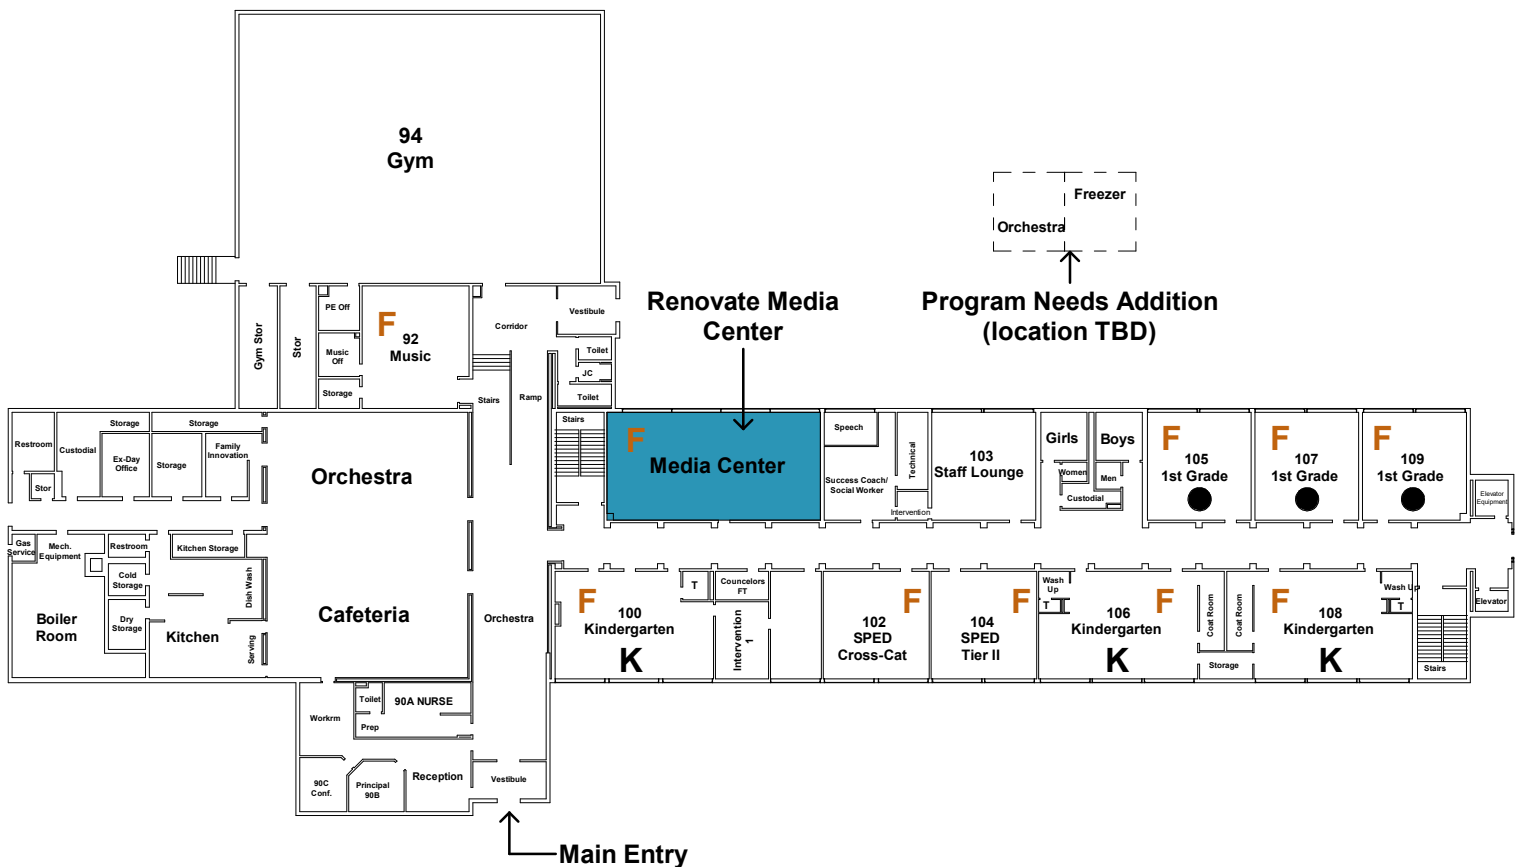 94
Gym
Freezer
Orchestra
Renovate Media
Center
Program Needs Addition
(location TBD)
PE Off
Gym Stor
Stor
Music
Off
Storage
F
92
Music
Corridor
Vestibule
Toilet
JC
Toilet
Stairs
Ramp
Restroom
Custodial
Storage
Storage
Ex-Day
Office
Storage
Family
Innovation
Stor
Orchestra
Stairs
F
Media Center
Speech
Success Coach/
Social Worker
Technical
Intervention
103
Staff Lounge
Girls
Boys
Women
Men
Custodial
F
105
1st Grade
F
107
1st Grade
F
109
1st Grade
Elevator
Equipment
Gas
Service
Mech.
Equipment
Restroom
Kitchen Storage
Cold
Storage
Dry
Storage
Dish Wash
Boiler
Room
Kitchen
Serving
Cafeteria
Orchestra
F
100
Kindergarten
K
T
Councelors
FT
Intervention
1
F
102
SPED
Cross-Cat
F
104
SPED
Tier II
Wash
Up
T
F
106
Kindergarten
K
Coat Room
Coat Room
Storage
F
108
Kindergarten
K
Wash Up
T
Elevator
Stairs
Toilet
90A NURSE
Workrm
Prep
90C
Conf.
Principal
90B
Reception
Vestibule
Main Entry